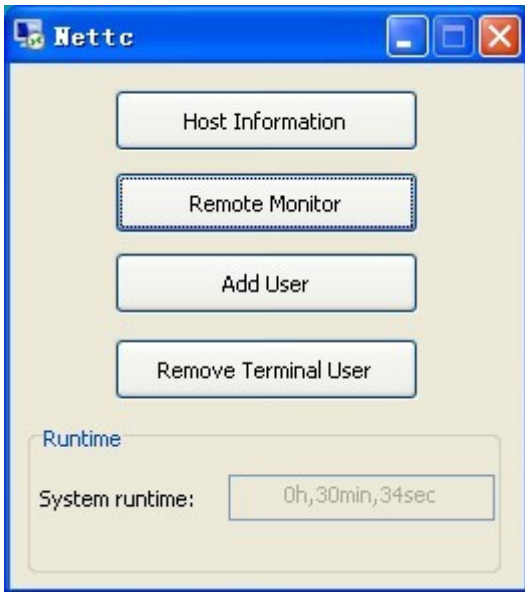 Nettc
Host Information
Remote Monitor
Add User
Remove Terminal User
Runtime
System runtime: 0h,30min,34sec